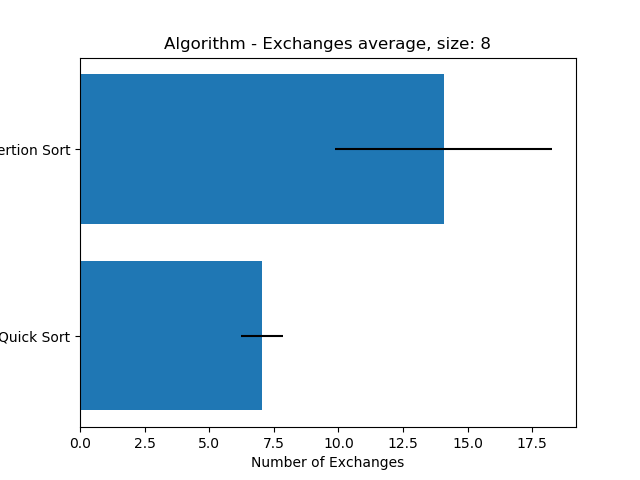 Algorithm - Exchanges average, size: 8
ertion Sort
Quick Sort
0.0 2.5 5.0 7.5 10.0 12.5 15.0 17.5
Number of Exchanges